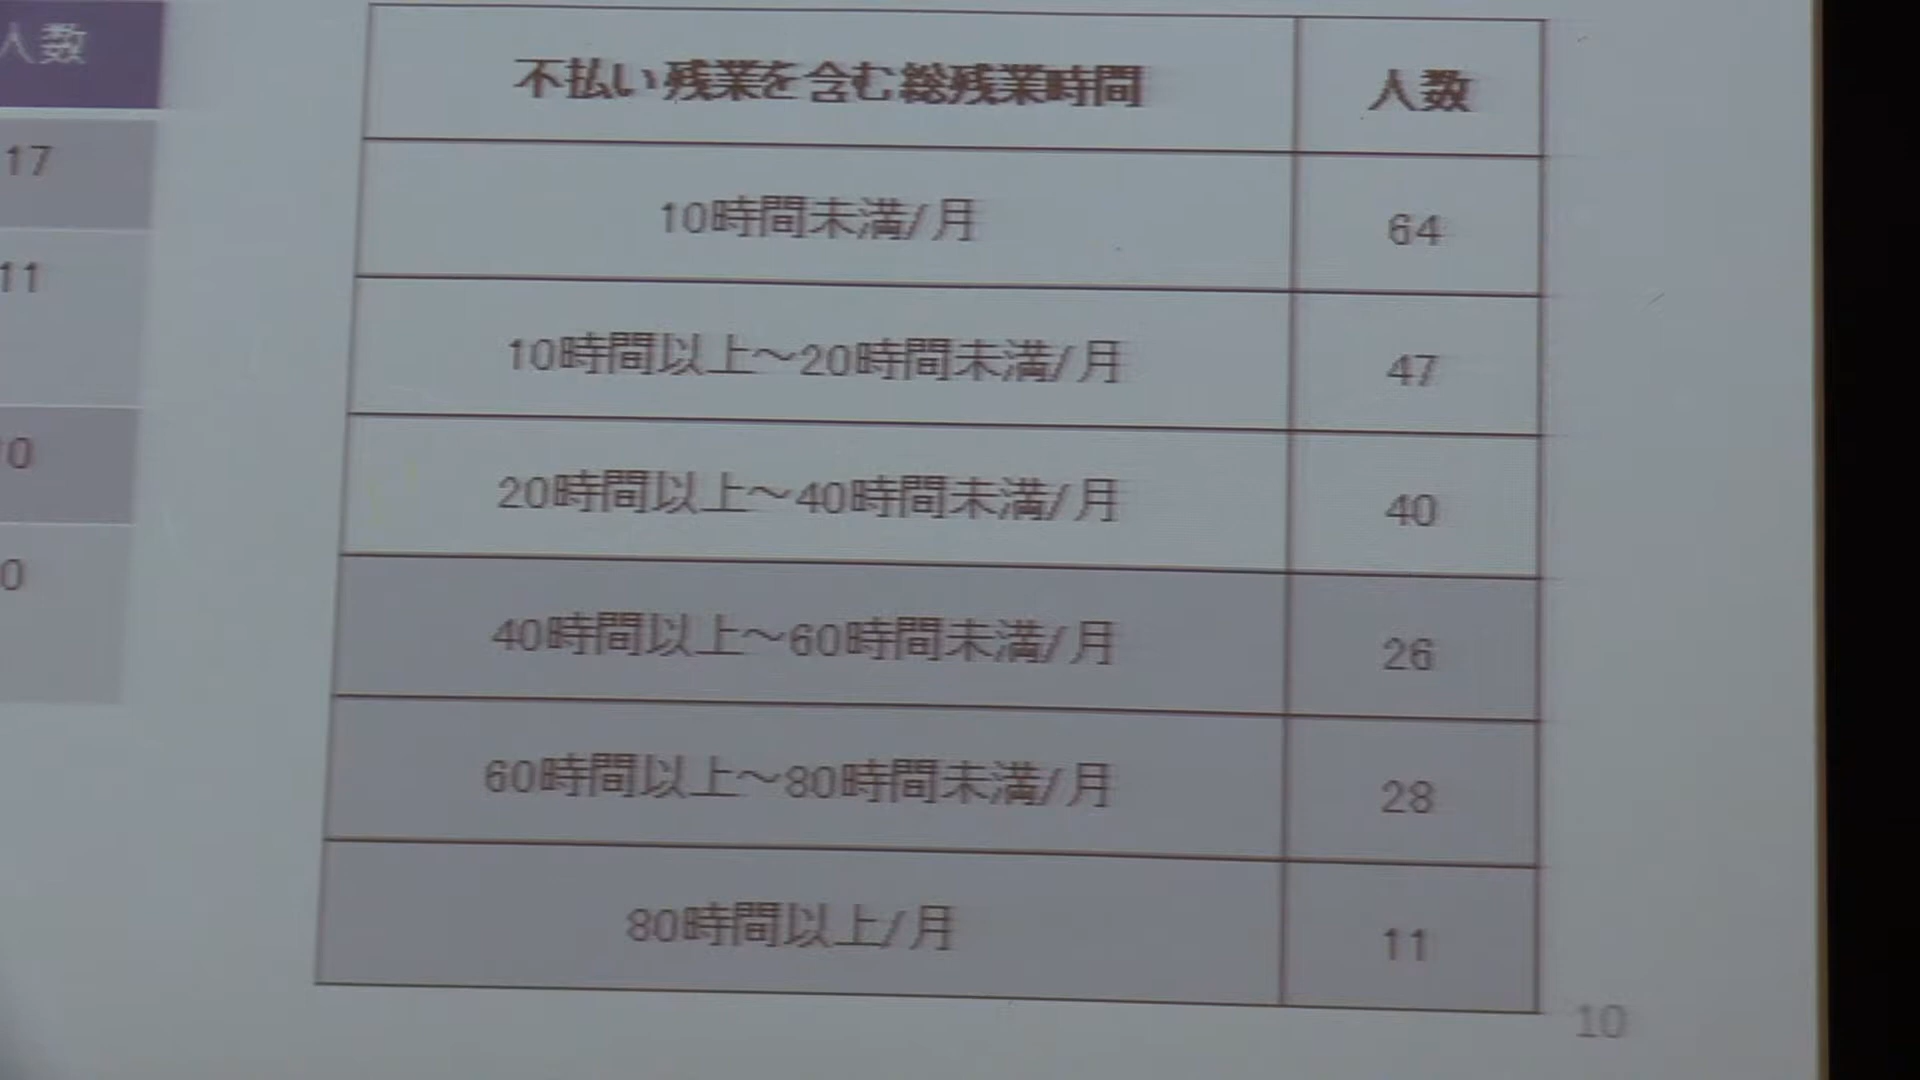 人数
17
11
0
0
不払い残業を含む総残業時間 人数
10時間未満/月 64
10時間以上～20時間未満/月 47
20時間以上～40時間未満/月 40
40時間以上～60時間未満/月 26
60時間以上～80時間未満/月 28
80時間以上/月 11
10